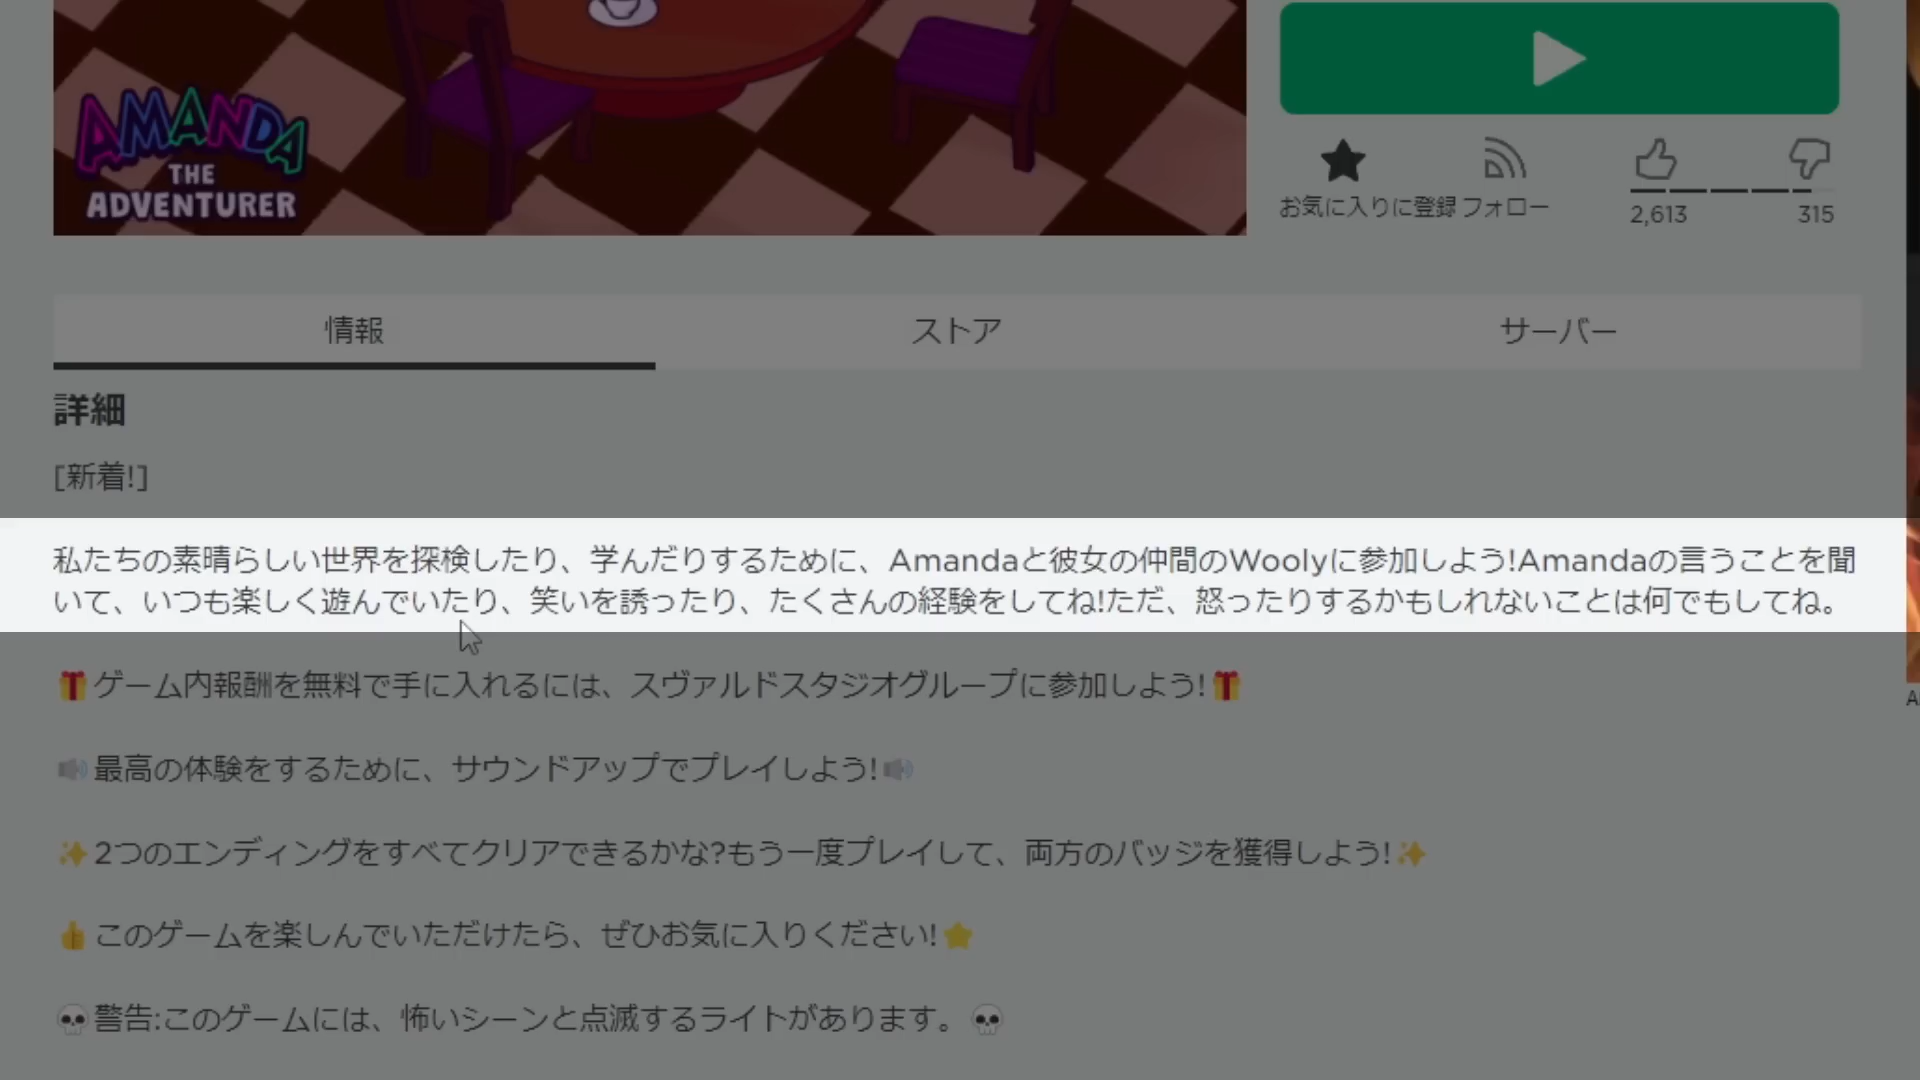 AMANDA
THE
ADVENTURER
お気に入りに登録 フォロー
2,613
315
情報
ストア
サーバー
詳細
[新着!]
私たちの素晴らしい世界を探検したり、学んだりするために、Amandaと彼女の仲間のWoolyに参加しよう!Amandaの言うことを聞
いて、いつも楽しく遊んでいたり、笑いを誘ったり、たくさんの経験をしてね!ただ、怒ったりするかもしれないことは何でもしてね。
🎁ゲーム内報酬を無料で手に入れるには、スヴァルドスタジオグループに参加しよう!🎁
🔊最高の体験をするために、サウンドアップでプレイしよう!🔊
✨2つのエンディングをすべてクリアできるかな?もう一度プレイして、両方のバッジを獲得しよう!✨
👍このゲームを楽しんでいただけたら、ぜひお気に入りください!⭐
💀警告:このゲームには、怖いシーンと点滅するライトがあります。💀